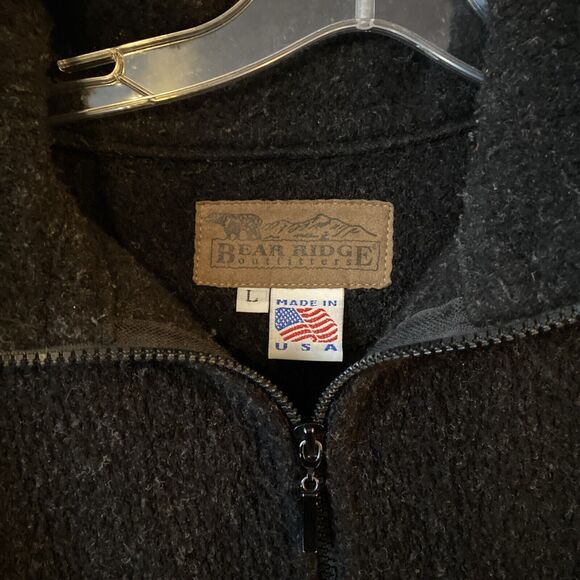 BEAR RIDGE®
outfitters
L
MADE IN
USA